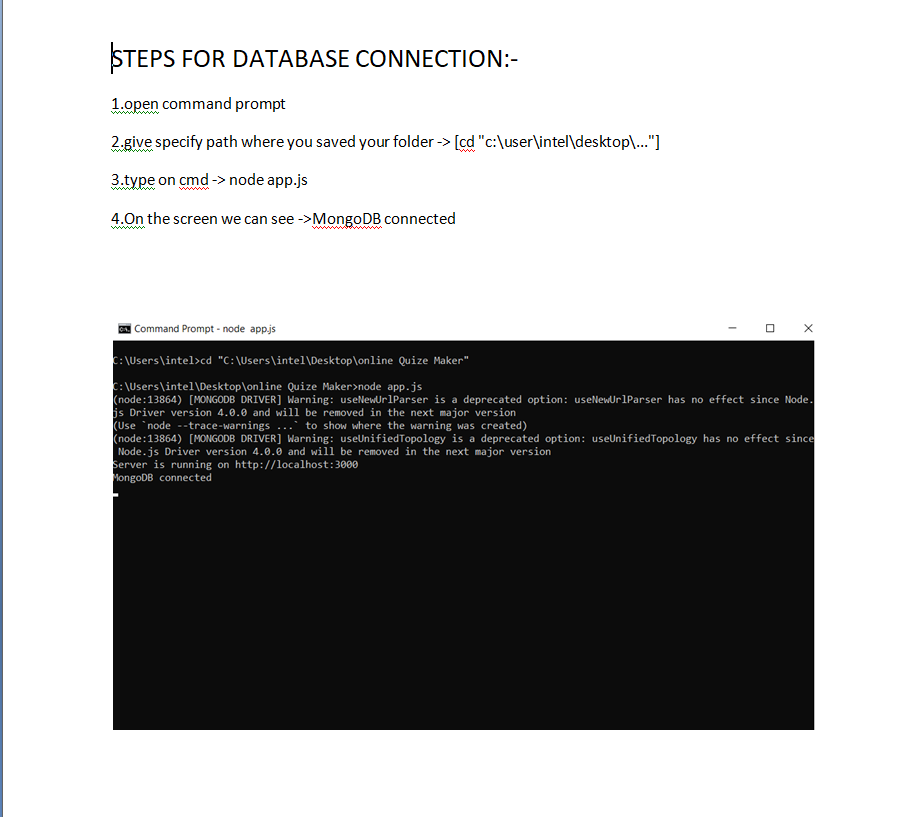 STEPS FOR DATABASE CONNECTION:-
1.open command prompt
2.give specify path where you saved your folder -> [cd "c:\user\intel\desktop\..."]
3.type on cmd -> node app.js
4.On the screen we can see ->MongoDB connected
Command Prompt - node app.js
C:\Users\intel>cd "C:\Users\intel\Desktop\online Quize Maker"
C:\Users\intel\Desktop\online Quize Maker>node app.js
(node:13864) [MONGODB DRIVER] Warning: useNewUrlParser is a deprecated option: useNewUrlParser has no effect since Node.
js Driver version 4.0.0 and will be removed in the next major version
(Use `node --trace-warnings ...` to show where the warning was created)
(node:13864) [MONGODB DRIVER] Warning: useUnifiedTopology is a deprecated option: useUnifiedTopology has no effect since
Node.js Driver version 4.0.0 and will be removed in the next major version
Server is running on http://localhost:3000
MongoDB connected